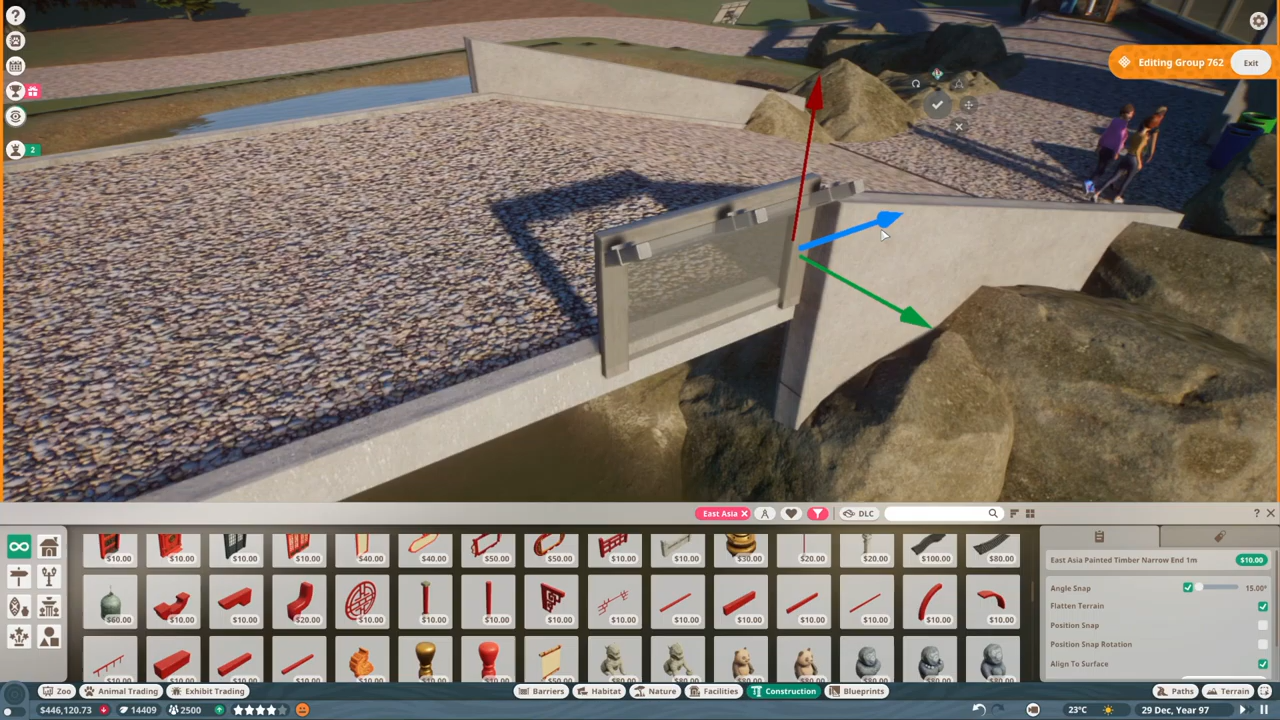 ?
Editing Group 762
Exit
2
East Asia ×
DLC
?
$10.00 $10.00 $10.00 $10.00 $40.00 $40.00 $50.00 $50.00 $10.00 $10.00 $30.00 $20.00 $20.00 $100.00 $80.00
$60.00 $10.00 $10.00 $20.00 $10.00 $10.00 $10.00 $10.00 $10.00 $10.00 $10.00 $10.00 $10.00 $10.00 $10.00
East Asia Painted Timber Narrow End 1m $10.00
Angle Snap 15.00°
Flatten Terrain
Position Snap
Position Snap Rotation
Align To Surface
Zoo Animal Trading Exhibit Trading Barriers Habitat Nature Facilities Construction Blueprints Paths Terrain
$446,120.73 14409 2500 23°C 29 Dec, Year 97